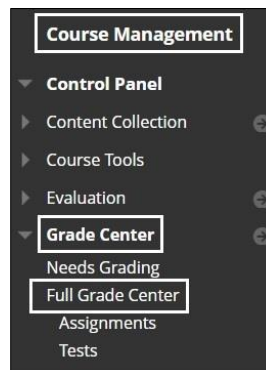 Course Management
Control Panel
Content Collection
Course Tools
Evaluation
Grade Center
Needs Grading
Full Grade Center
Assignments
Tests